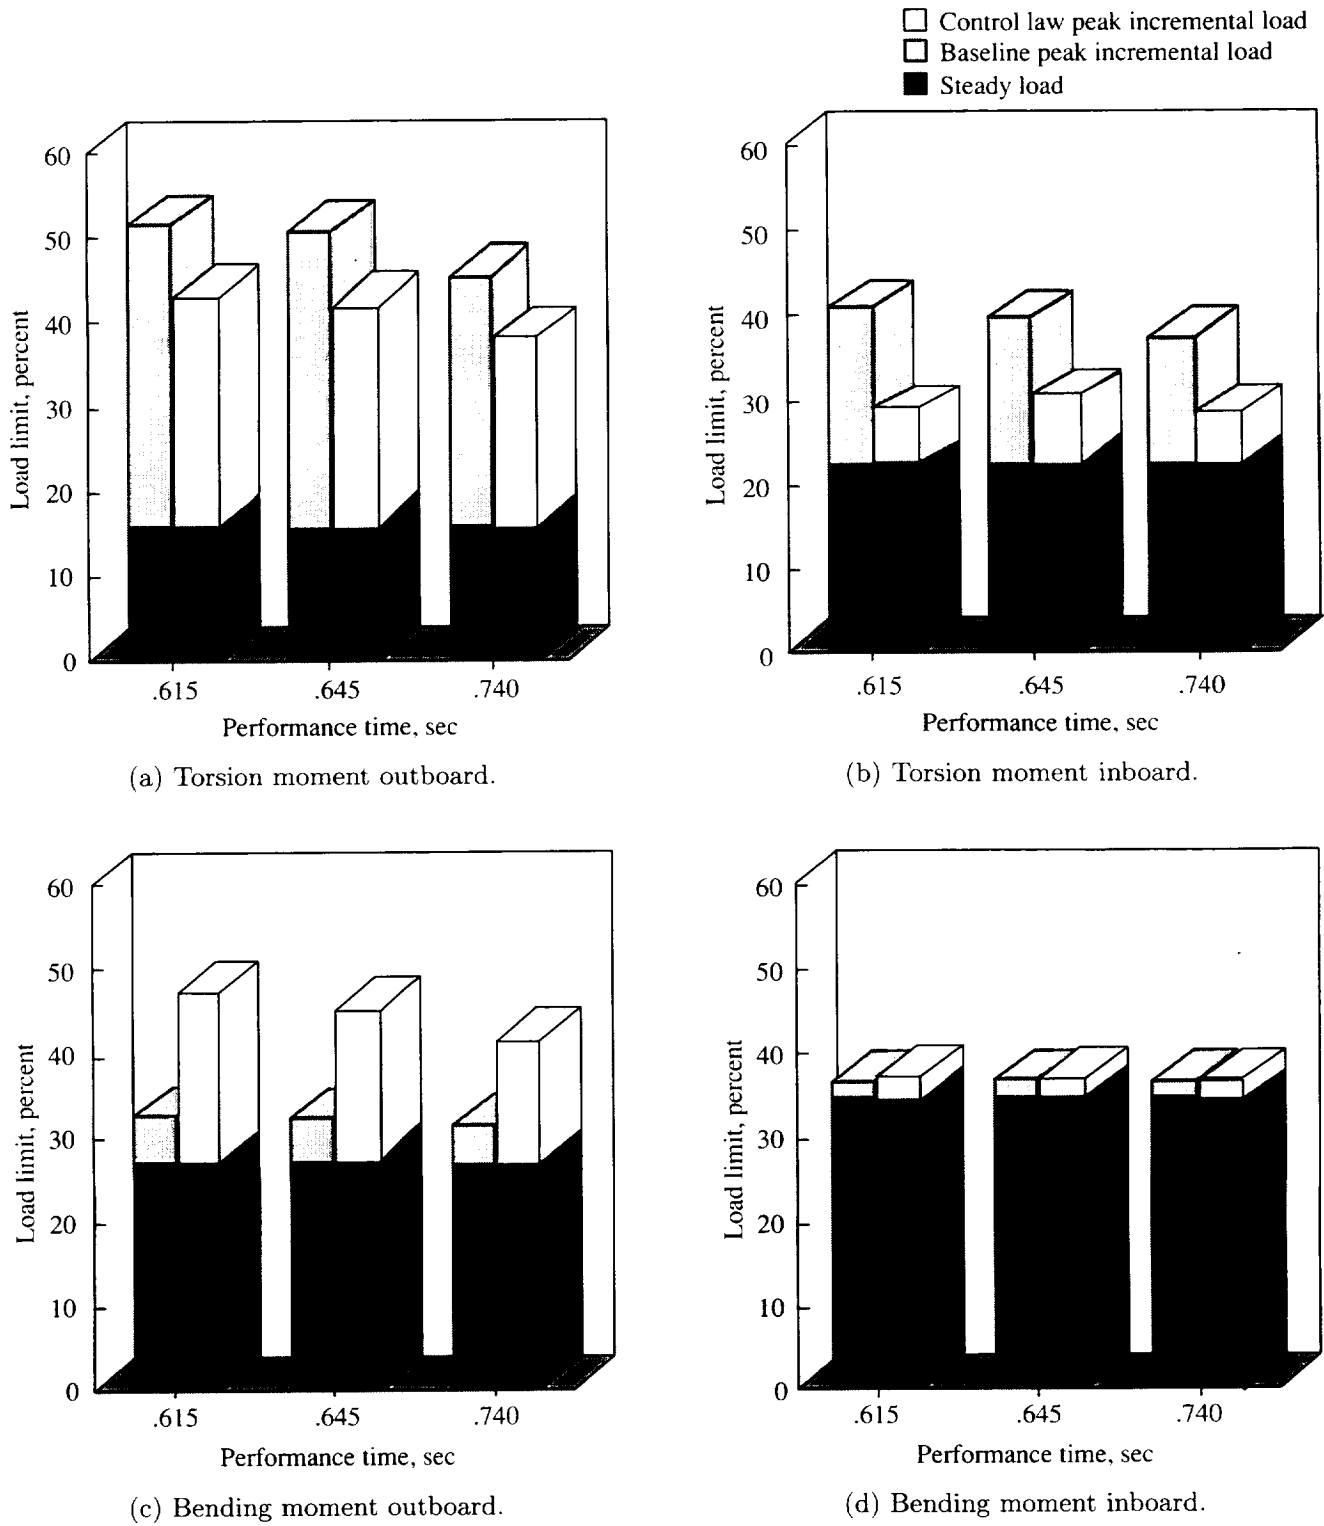 Control law peak incremental load
Baseline peak incremental load
Steady load
60
50
40
30
20
10
0
Load limit, percent
.615
.645
.740
Performance time, sec
(a) Torsion moment outboard.
60
50
40
30
20
10
0
Load limit, percent
.615
.645
.740
Performance time, sec
(b) Torsion moment inboard.
60
50
40
30
20
10
0
Load limit, percent
.615
.645
.740
Performance time, sec
(c) Bending moment outboard.
60
50
40
30
20
10
0
Load limit, percent
.615
.645
.740
Performance time, sec
(d) Bending moment inboard.